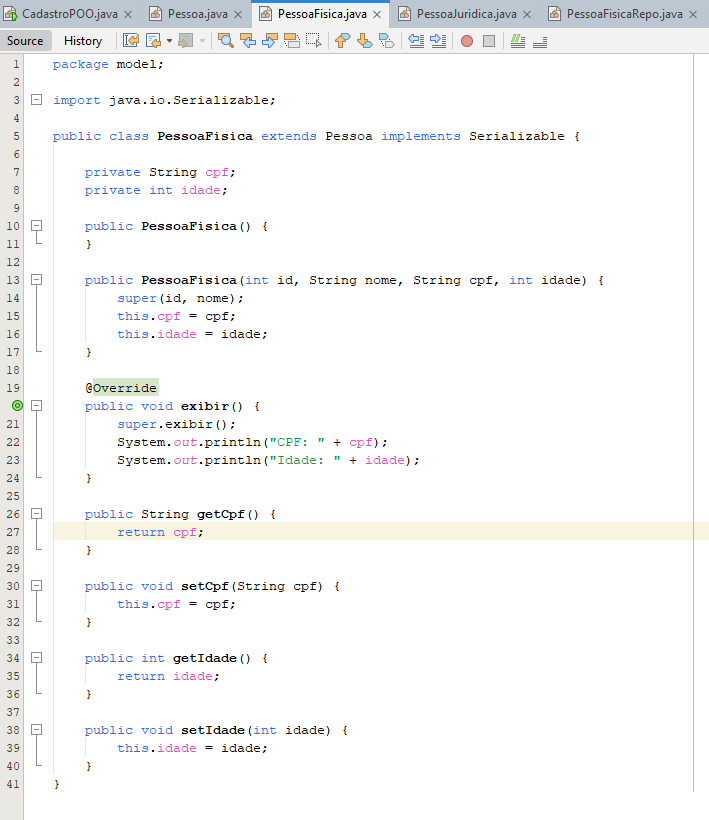 CadastroPOO.java Pessoa.java PessoaFisica.java PessoaJuridica.java PessoaFisicaRepo.java
Source History
1 package model;
2
3 import java.io.Serializable;
4
5 public class PessoaFisica extends Pessoa implements Serializable {
6
7 private String cpf;
8 private int idade;
9
10 public PessoaFisica() {
11 }
12
13 public PessoaFisica(int id, String nome, String cpf, int idade) {
14 super(id, nome);
15 this.cpf = cpf;
16 this.idade = idade;
17 }
18
19 @Override
public void exibir() {
21 super.exibir();
22 System.out.println("CPF: " + cpf);
23 System.out.println("Idade: " + idade);
24 }
25
26 public String getCpf() {
27 return cpf;
28 }
29
30 public void setCpf(String cpf) {
31 this.cpf = cpf;
32 }
33
34 public int getIdade() {
35 return idade;
36 }
37
38 public void setIdade(int idade) {
39 this.idade = idade;
40 }
41 }